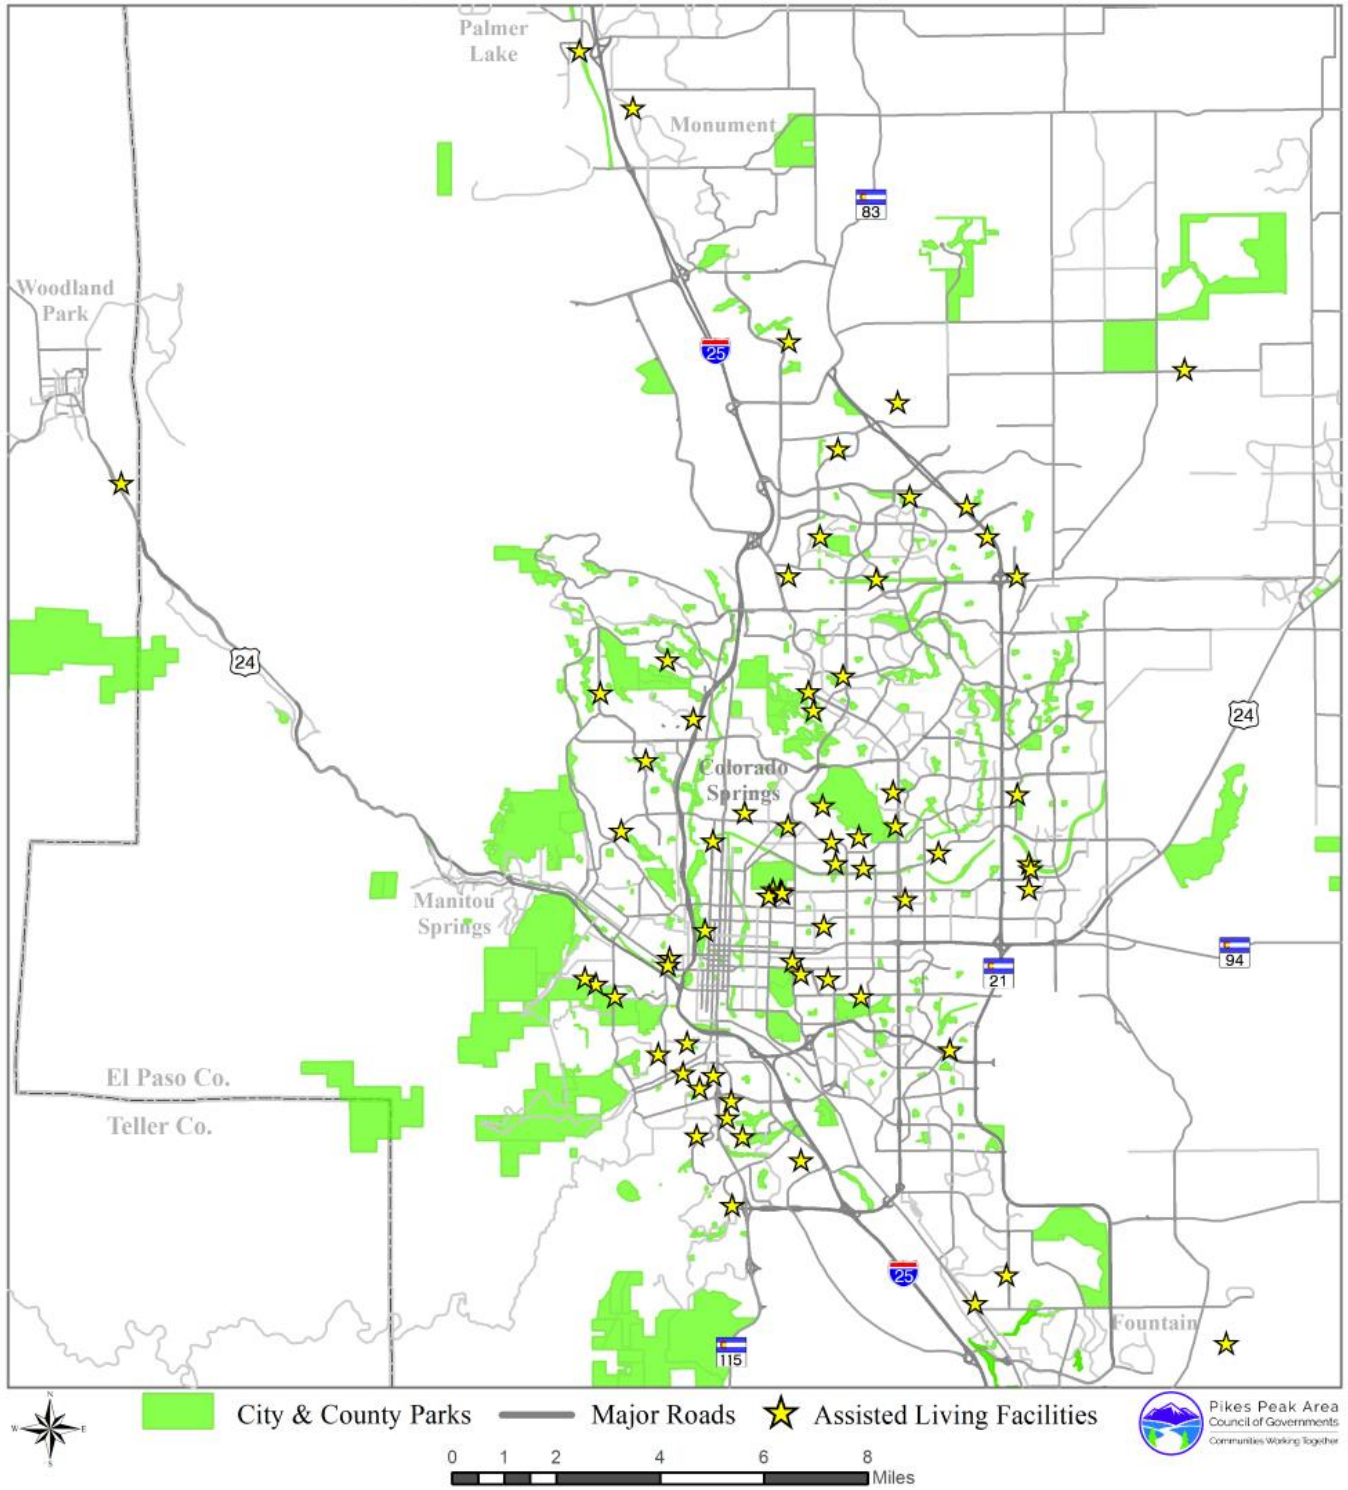 Palmer
Lake
Monument
83
Woodland
Park
25
24
24
Colorado
Springs
Manitou
Springs
94
21
El Paso Co.
Teller Co.
25
Fountain
115
N
W E
S
City & County Parks
Major Roads
Assisted Living Facilities
Pikes Peak Area
Council of Governments
Communities Working Together
0 1 2 4 6 8 Miles